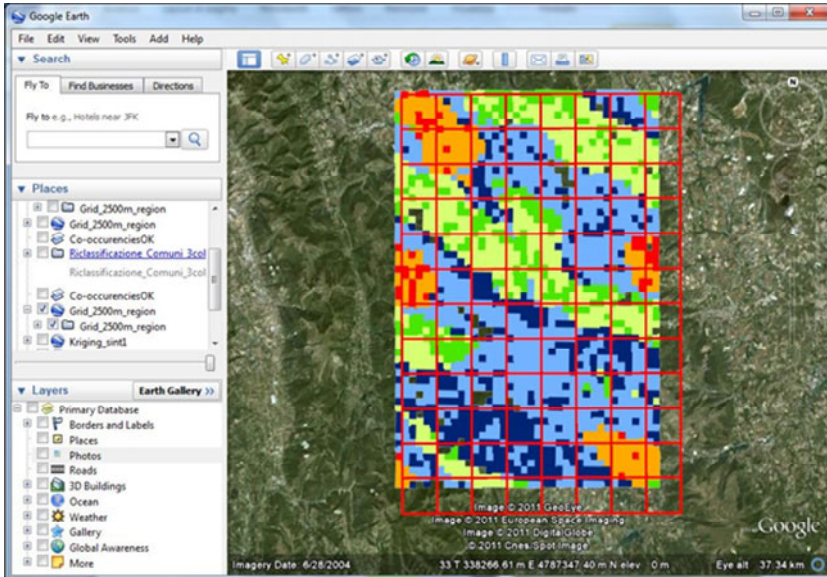 Google Earth
File Edit View Tools Add Help
Search
Fly To Find Businesses Directions
Fly to e.g., Hotels near JFK
Places
Grid_2500m_region
Grid_2500m_region
Co-occurenciesOK
Riclassificazione_Comuni_3col
Riclassificazione_Comuni_3col
Co-occurenciesOK
Grid_2500m_region
Grid_2500m_region
Kriging_sint1
Layers Earth Gallery >>
Primary Database
Borders and Labels
Places
Photos
Roads
3D Buildings
Ocean
Weather
Gallery
Global Awareness
More
N
Image © 2011 GeoEye
Image © 2011 European Space Imaging
Image © 2011 DigitalGlobe
© 2011 Cnes/Spot Image
Google
Imagery Date: 6/28/2004 33 T 338266.61 m E 4787347.40 m N elev 0 m Eye alt 37.34 km